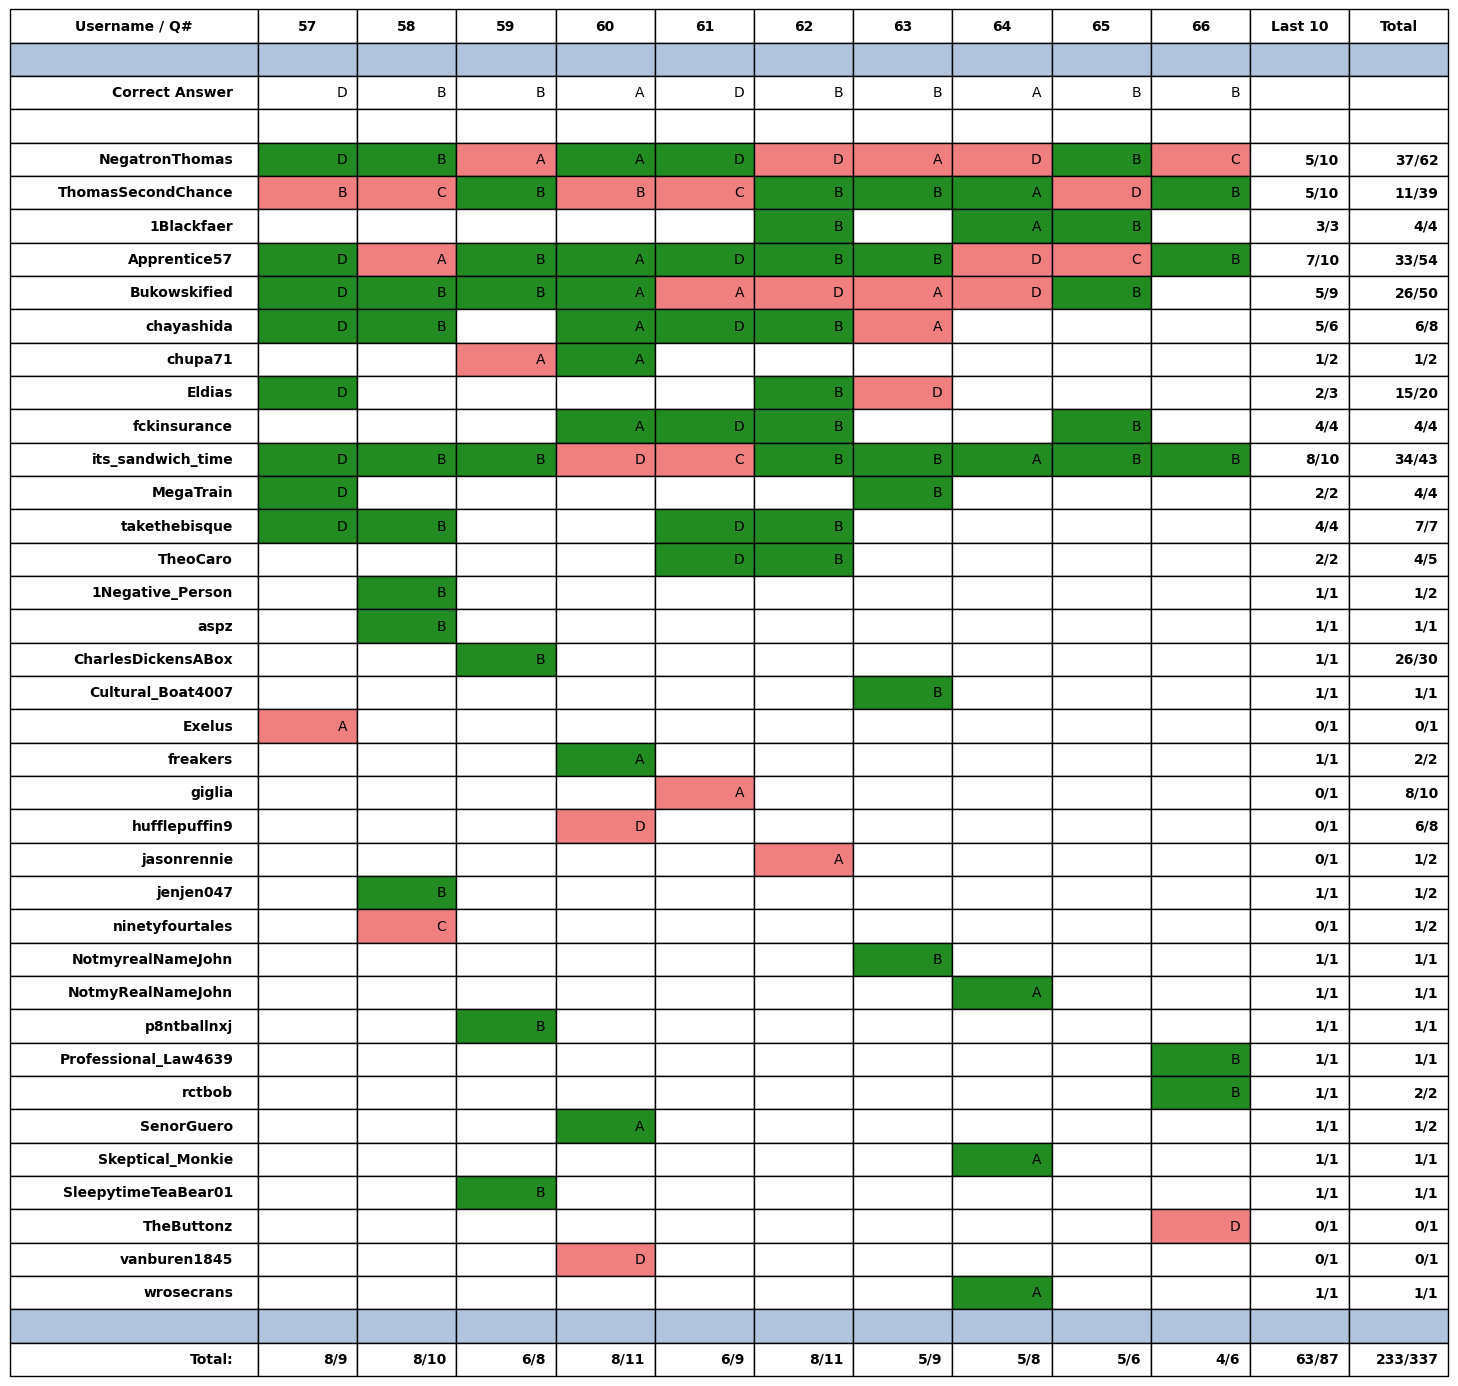 Username / Q# 57 58 59 60 61 62 63 64 65 66 Last 10 Total
Correct Answer D B B A D B B A B B
NegatronThomas D B A A D D A D B C 5/10 37/62
ThomasSecondChance B C B B C B B A D B 5/10 11/39
1Blackfaer B A B 3/3 4/4
Apprentice57 D A B A D B B D C B 7/10 33/54
Bukowskified D B B A A D A D B 5/9 26/50
chayashida D B A D B A 5/6 6/8
chupa71 A A 1/2 1/2
Eldias D B D 2/3 15/20
fckinsurance A D B B 4/4 4/4
its_sandwich_time D B B D C B B A B B 8/10 34/43
MegaTrain D B 2/2 4/4
takethebisque D B D B 4/4 7/7
TheoCaro D B 2/2 4/5
1Negative_Person B 1/1 1/2
aspz B 1/1 1/1
CharlesDickensABox B 1/1 26/30
Cultural_Boat4007 B 1/1 1/1
Exelus A 0/1 0/1
freakers A 1/1 2/2
giglia A 0/1 8/10
hufflepuffin9 D 0/1 6/8
jasonrennie A 0/1 1/2
jenjen047 B 1/1 1/2
ninetyfourtales C 0/1 1/2
NotmyrealNameJohn B 1/1 1/1
NotmyRealNameJohn A 1/1 1/1
p8ntballnxj B 1/1 1/1
Professional_Law4639 B 1/1 1/1
rctbob B 1/1 2/2
SenorGuero A 1/1 1/2
Skeptical_Monkie A 1/1 1/1
SleepytimeTeaBear01 B 1/1 1/1
TheButtonz D 0/1 0/1
vanburen1845 D 0/1 0/1
wrosecrans A 1/1 1/1
Total: 8/9 8/10 6/8 8/11 6/9 8/11 5/9 5/8 5/6 4/6 63/87 233/337